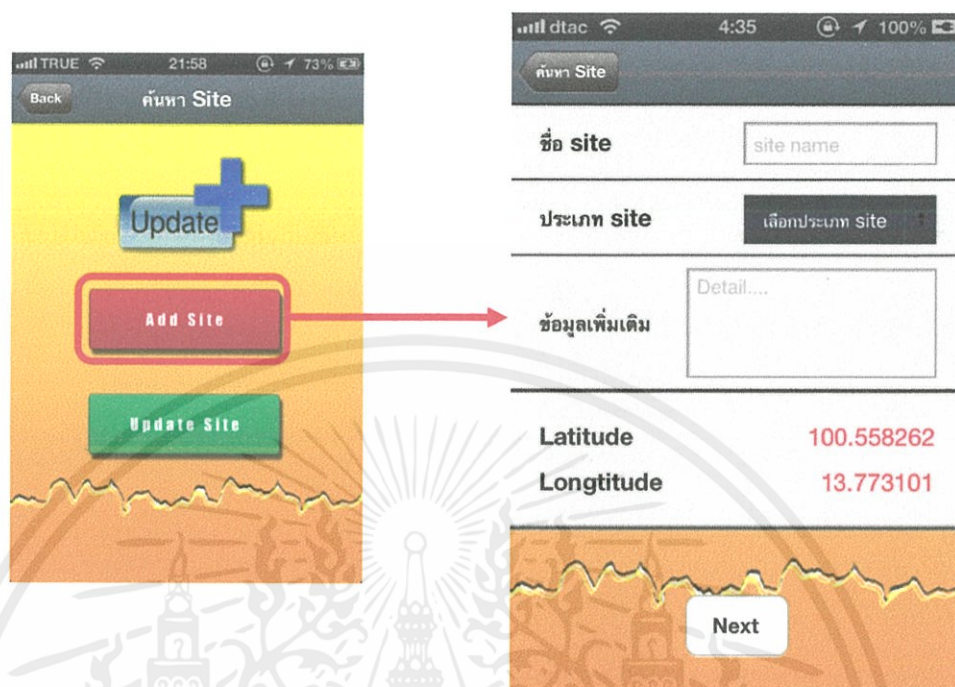 TRUE 21:58 73%
Back ค้นหา Site
Update
Add Site
Update Site
dtac 4:35 100%
ค้นหา Site
ชื่อ site site name
ประเภท site เลือกประเภท site
ข้อมูลเพิ่มเติม Detail....
Latitude 100.558262
Longtitude 13.773101
Next